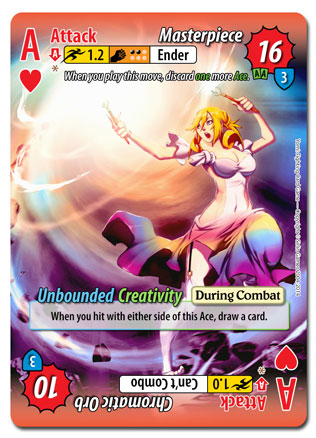 A Attack Masterpiece
A 1.2 Ender 16
*
When you play this move, discard one more Ace. AA 3
Unbounded Creativity During Combat
When you hit with either side of this Ace, draw a card.
A Attack Chromatic Orb
1.0 Can't Combo 10
*
3